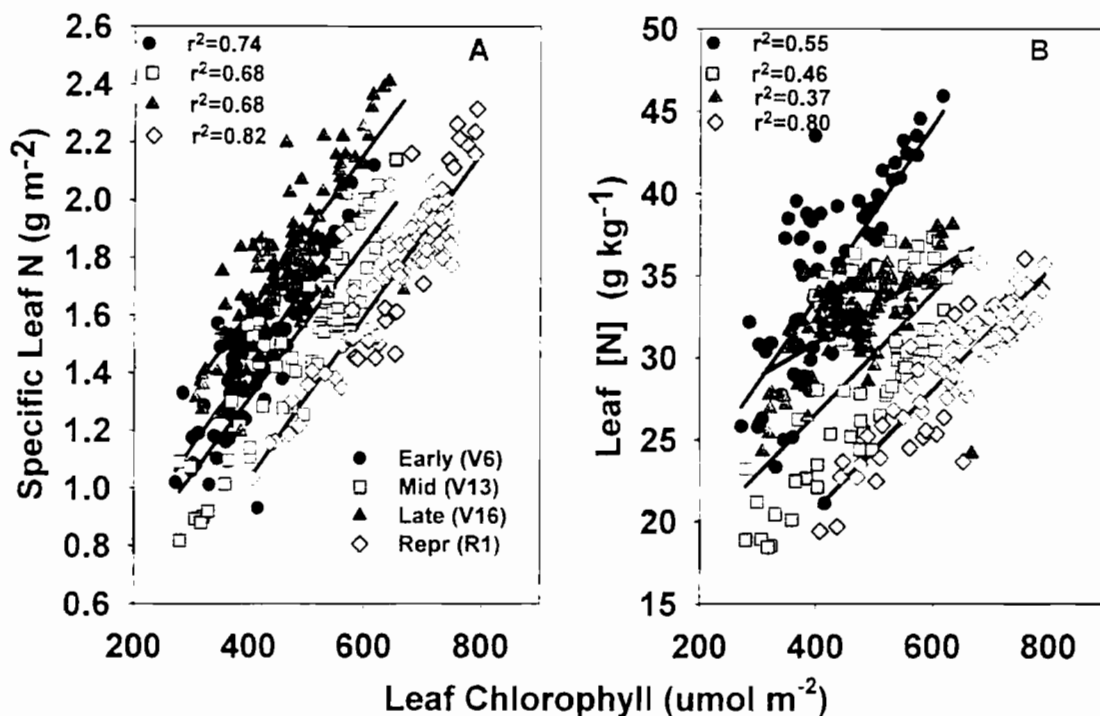 2.6
2.4
2.2
2.0
1.8
1.6
1.4
1.2
1.0
0.8
0.6
Specific Leaf N (g m-2)
A
r2=0.74
r2=0.68
r2=0.68
r2=0.82
Early (V6)
Mid (V13)
Late (V16)
Repr (R1)
200 400 600 800
50
45
40
35
30
25
20
15
Leaf [N] (g kg-1)
B
r2=0.55
r2=0.46
r2=0.37
r2=0.80
200 400 600 800
Leaf Chlorophyll (umol m-2)